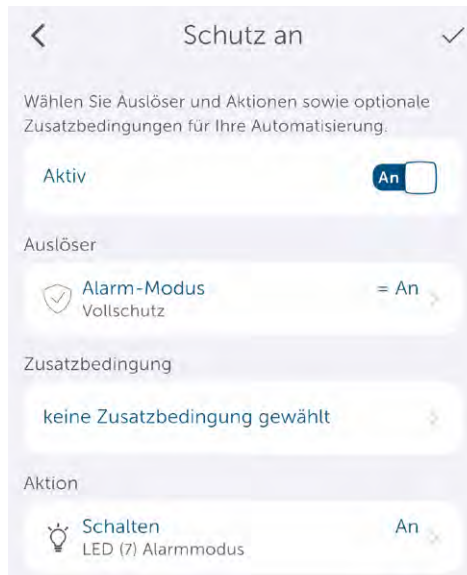 Schutz an
Wählen Sie Auslöser und Aktionen sowie optionale
Zusatzbedingungen für Ihre Automatisierung.
Aktiv
An
Auslöser
Alarm-Modus
= An
Vollschutz
Zusatzbedingung
keine Zusatzbedingung gewählt
Aktion
Schalten
An
LED (7) Alarmmodus